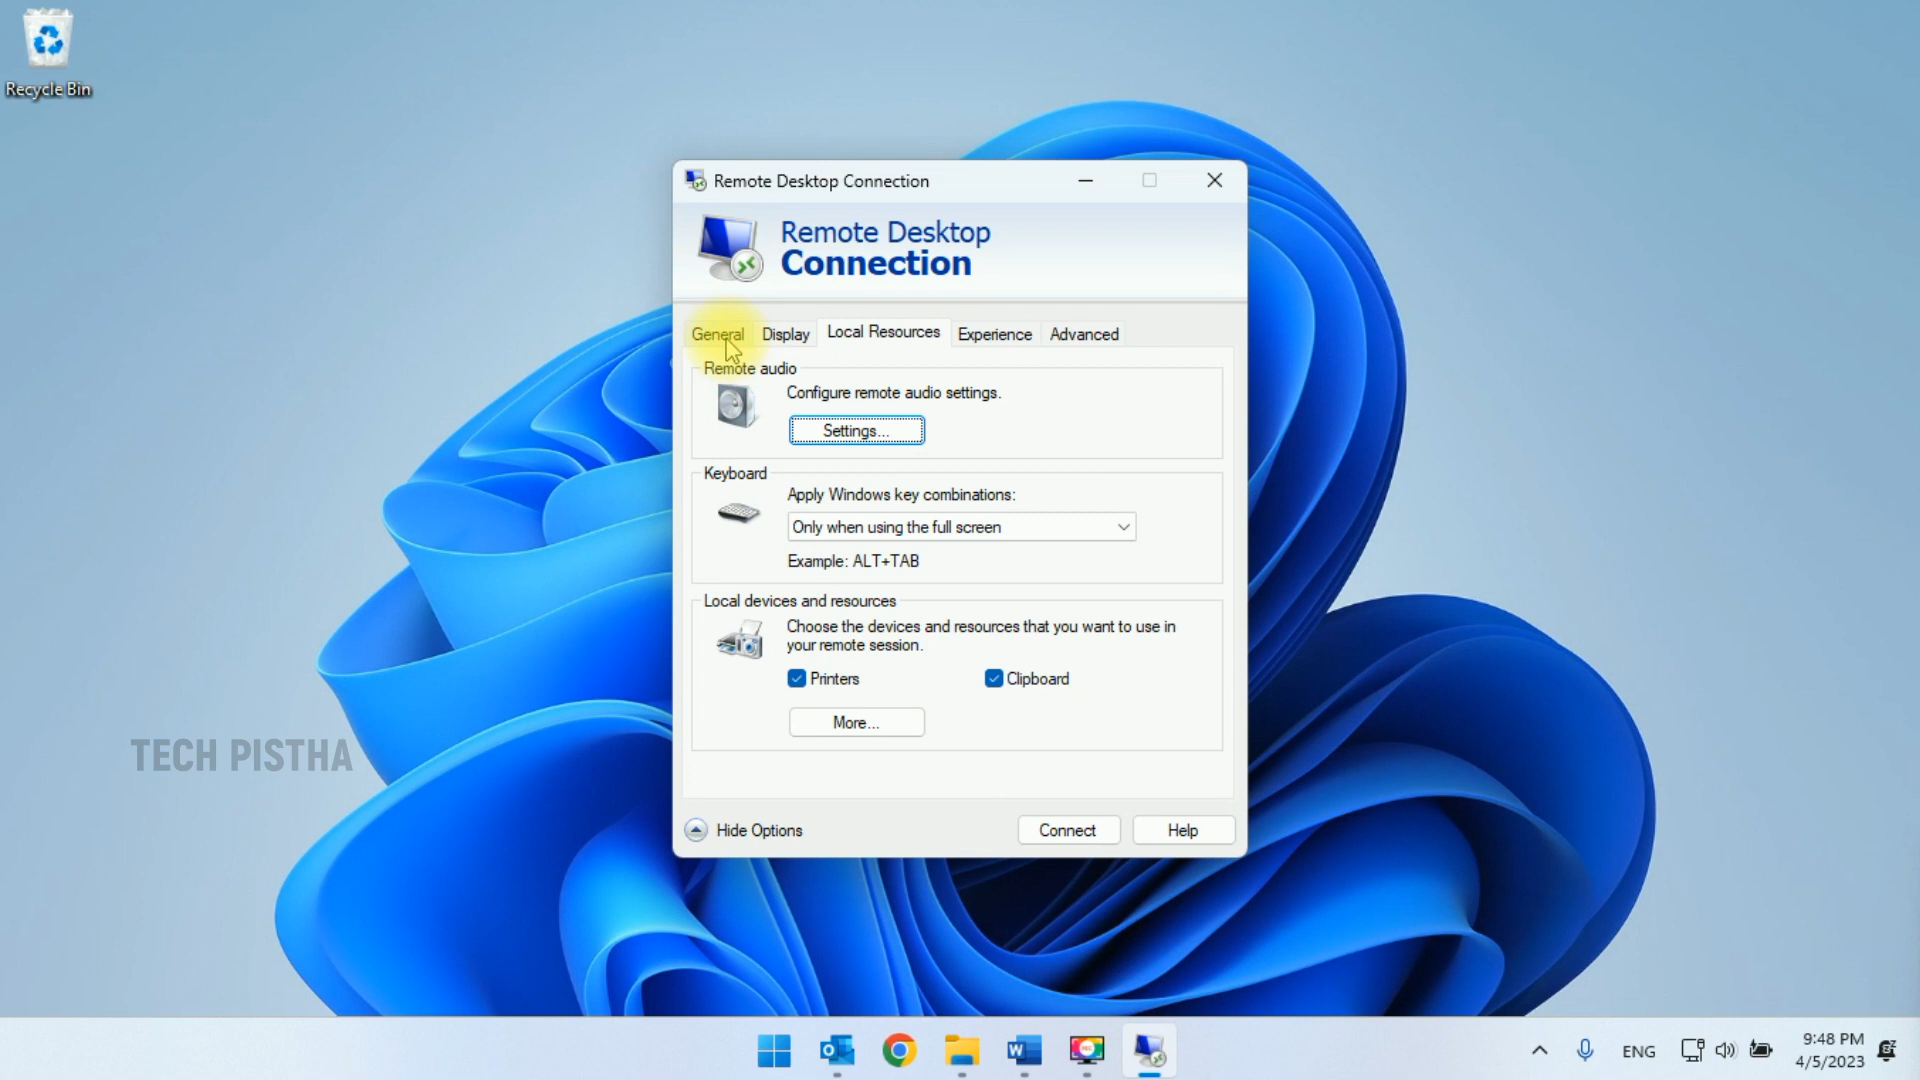 Recycle Bin
Remote Desktop Connection
Remote Desktop
Connection
General Display Local Resources Experience Advanced
Remote audio
Configure remote audio settings.
Settings...
Keyboard
Apply Windows key combinations:
Only when using the full screen
Example: ALT+TAB
Local devices and resources
Choose the devices and resources that you want to use in
your remote session.
Printers Clipboard
More...
TECH PISTHA
Hide Options Connect Help
ENG
9:48 PM
4/5/2023